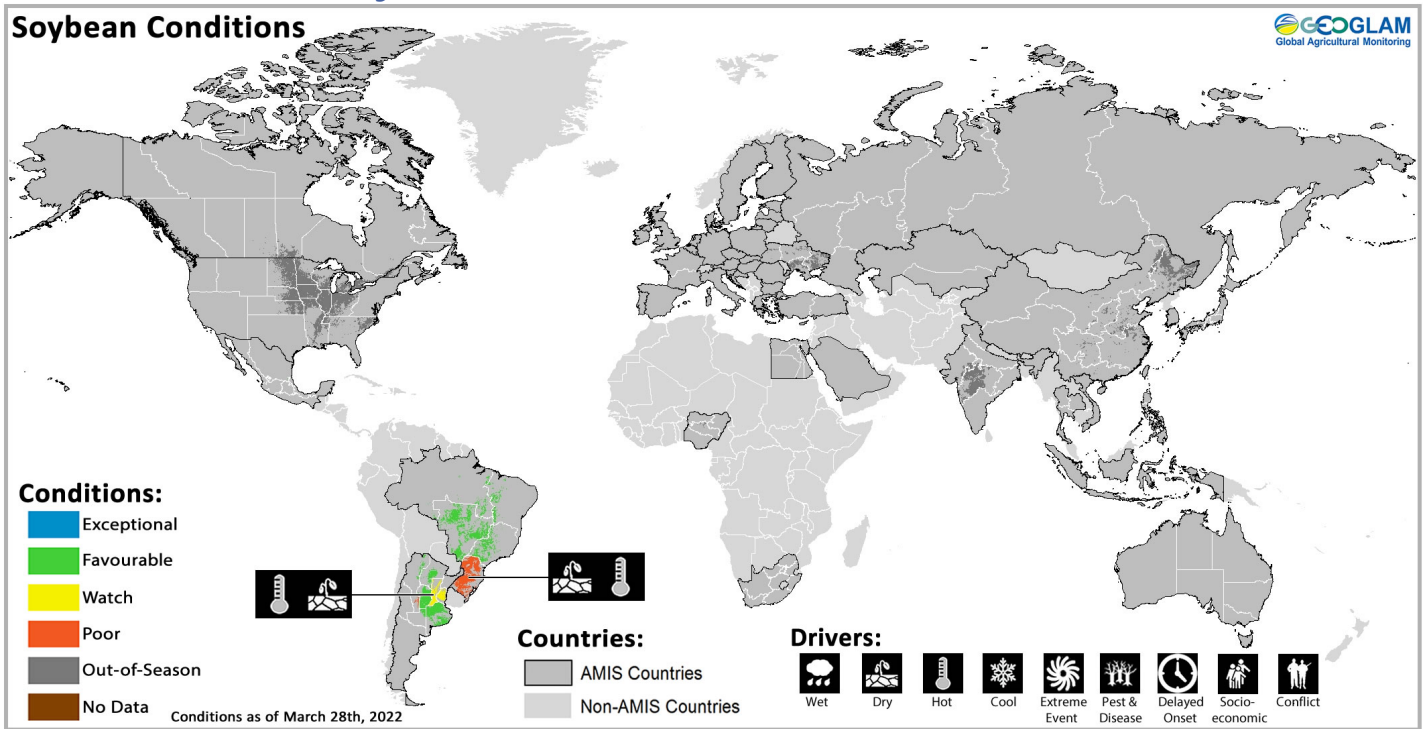 Soybean Conditions
GEOGLAM
Global Agricultural Monitoring
Conditions:
Exceptional
Favourable
Watch
Poor
Out-of-Season
No Data
Conditions as of March 28th, 2022
Countries:
AMIS Countries
Non-AMIS Countries
Drivers:
Wet
Dry
Hot
Cool
Extreme
Event
Pest &
Disease
Delayed
Onset
Socio-
economic
Conflict